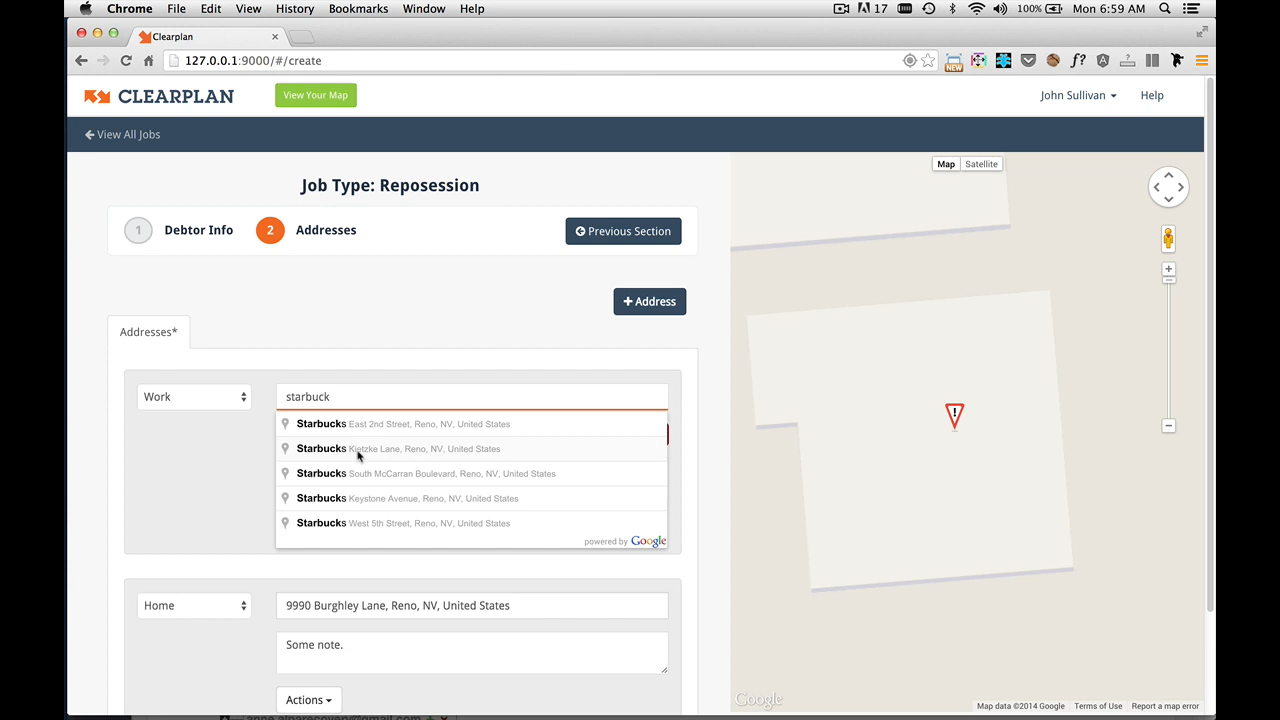 Chrome File Edit View History Bookmarks Window Help 17 100% Mon 6:59 AM
Clearplan
127.0.0.1:9000/#/create
NEW f?
CLEARPLAN View Your Map John Sullivan Help
View All Jobs
Map Satellite
Job Type: Reposession
1 Debtor Info 2 Addresses Previous Section
+ Address
Addresses*
Work starbuck
Starbucks East 2nd Street, Reno, NV, United States
Starbucks Kietzke Lane, Reno, NV, United States
Starbucks South McCarran Boulevard, Reno, NV, United States
Starbucks Keystone Avenue, Reno, NV, United States
Starbucks West 5th Street, Reno, NV, United States
powered by Google
Home 9990 Burghley Lane, Reno, NV, United States
Some note.
Actions
Google Map data ©2014 Google Terms of Use Report a map error